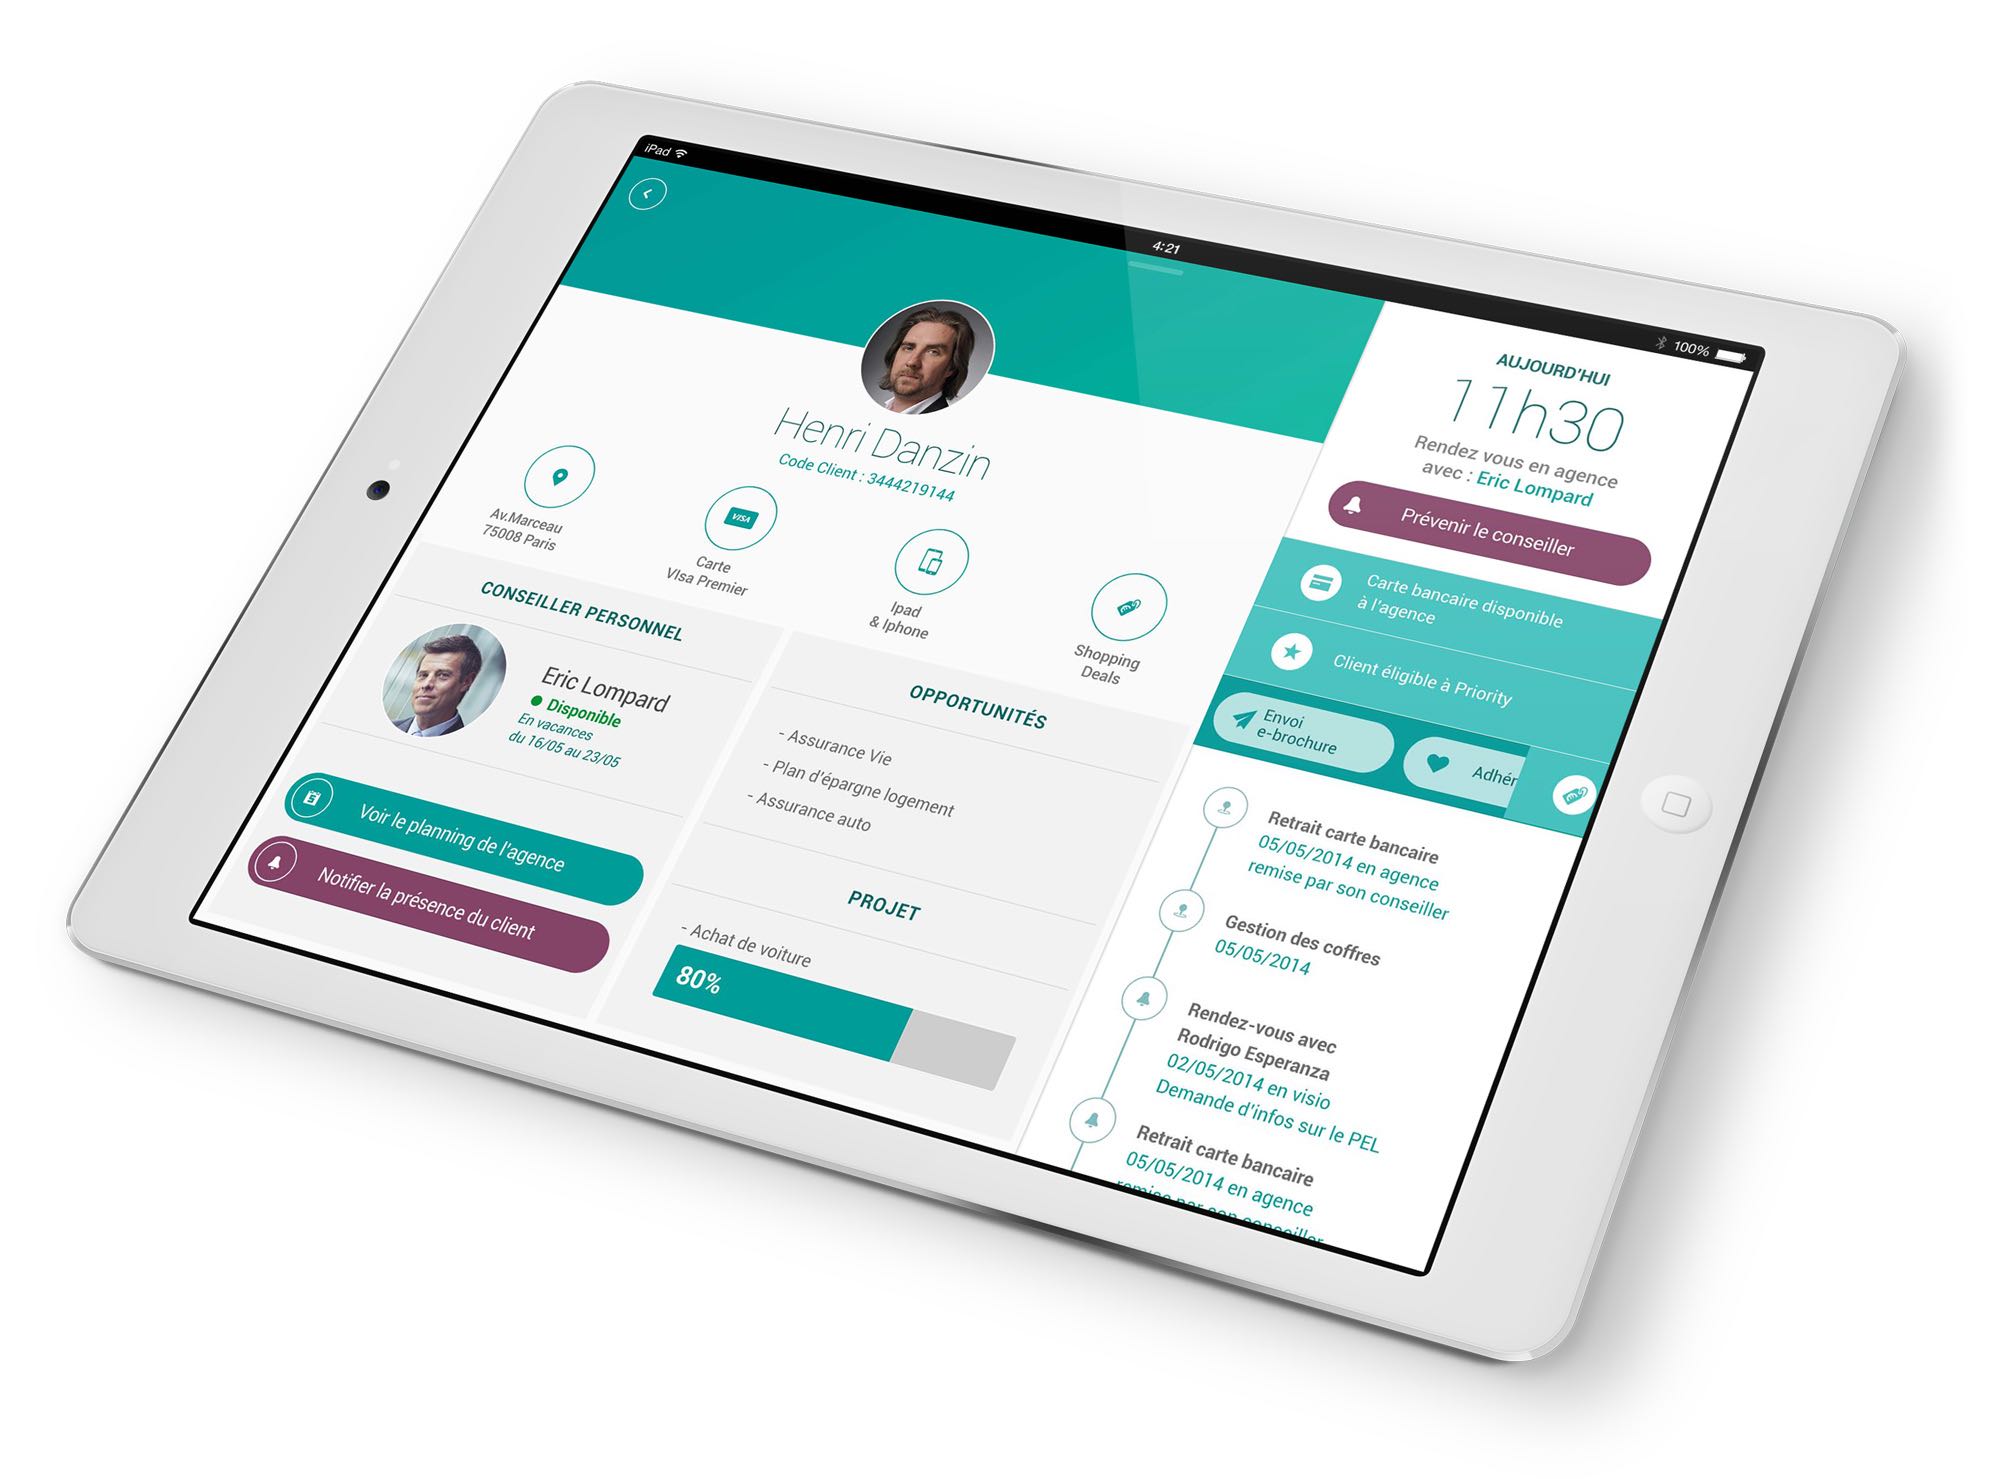 iPad
4:21
100%
Henri Danzin
Code Client : 3444219144
Av.Marceau
75008 Paris
VISA
Carte
VIsa Premier
Ipad
& Iphone
Shopping
Deals
CONSEILLER PERSONNEL
Eric Lompard
Disponible
En vacances
du 16/05 au 23/05
Voir le planning de l'agence
Notifier la présence du client
OPPORTUNITÉS
- Assurance Vie
- Plan d'épargne logement
- Assurance auto
PROJET
- Achat de voiture
80%
AUJOURD'HUI
11h30
Rendez vous en agence
avec : Eric Lompard
Prévenir le conseiller
Carte bancaire disponible
à l'agence
Client éligible à Priority
Envoi
e-brochure
Adhér
Retrait carte bancaire
05/05/2014 en agence
remise par son conseiller
Gestion des coffres
05/05/2014
Rendez-vous avec
Rodrigo Esperanza
02/05/2014 en visio
Demande d'infos sur le PEL
Retrait carte bancaire
05/05/2014 en agence
remise par son conseiller